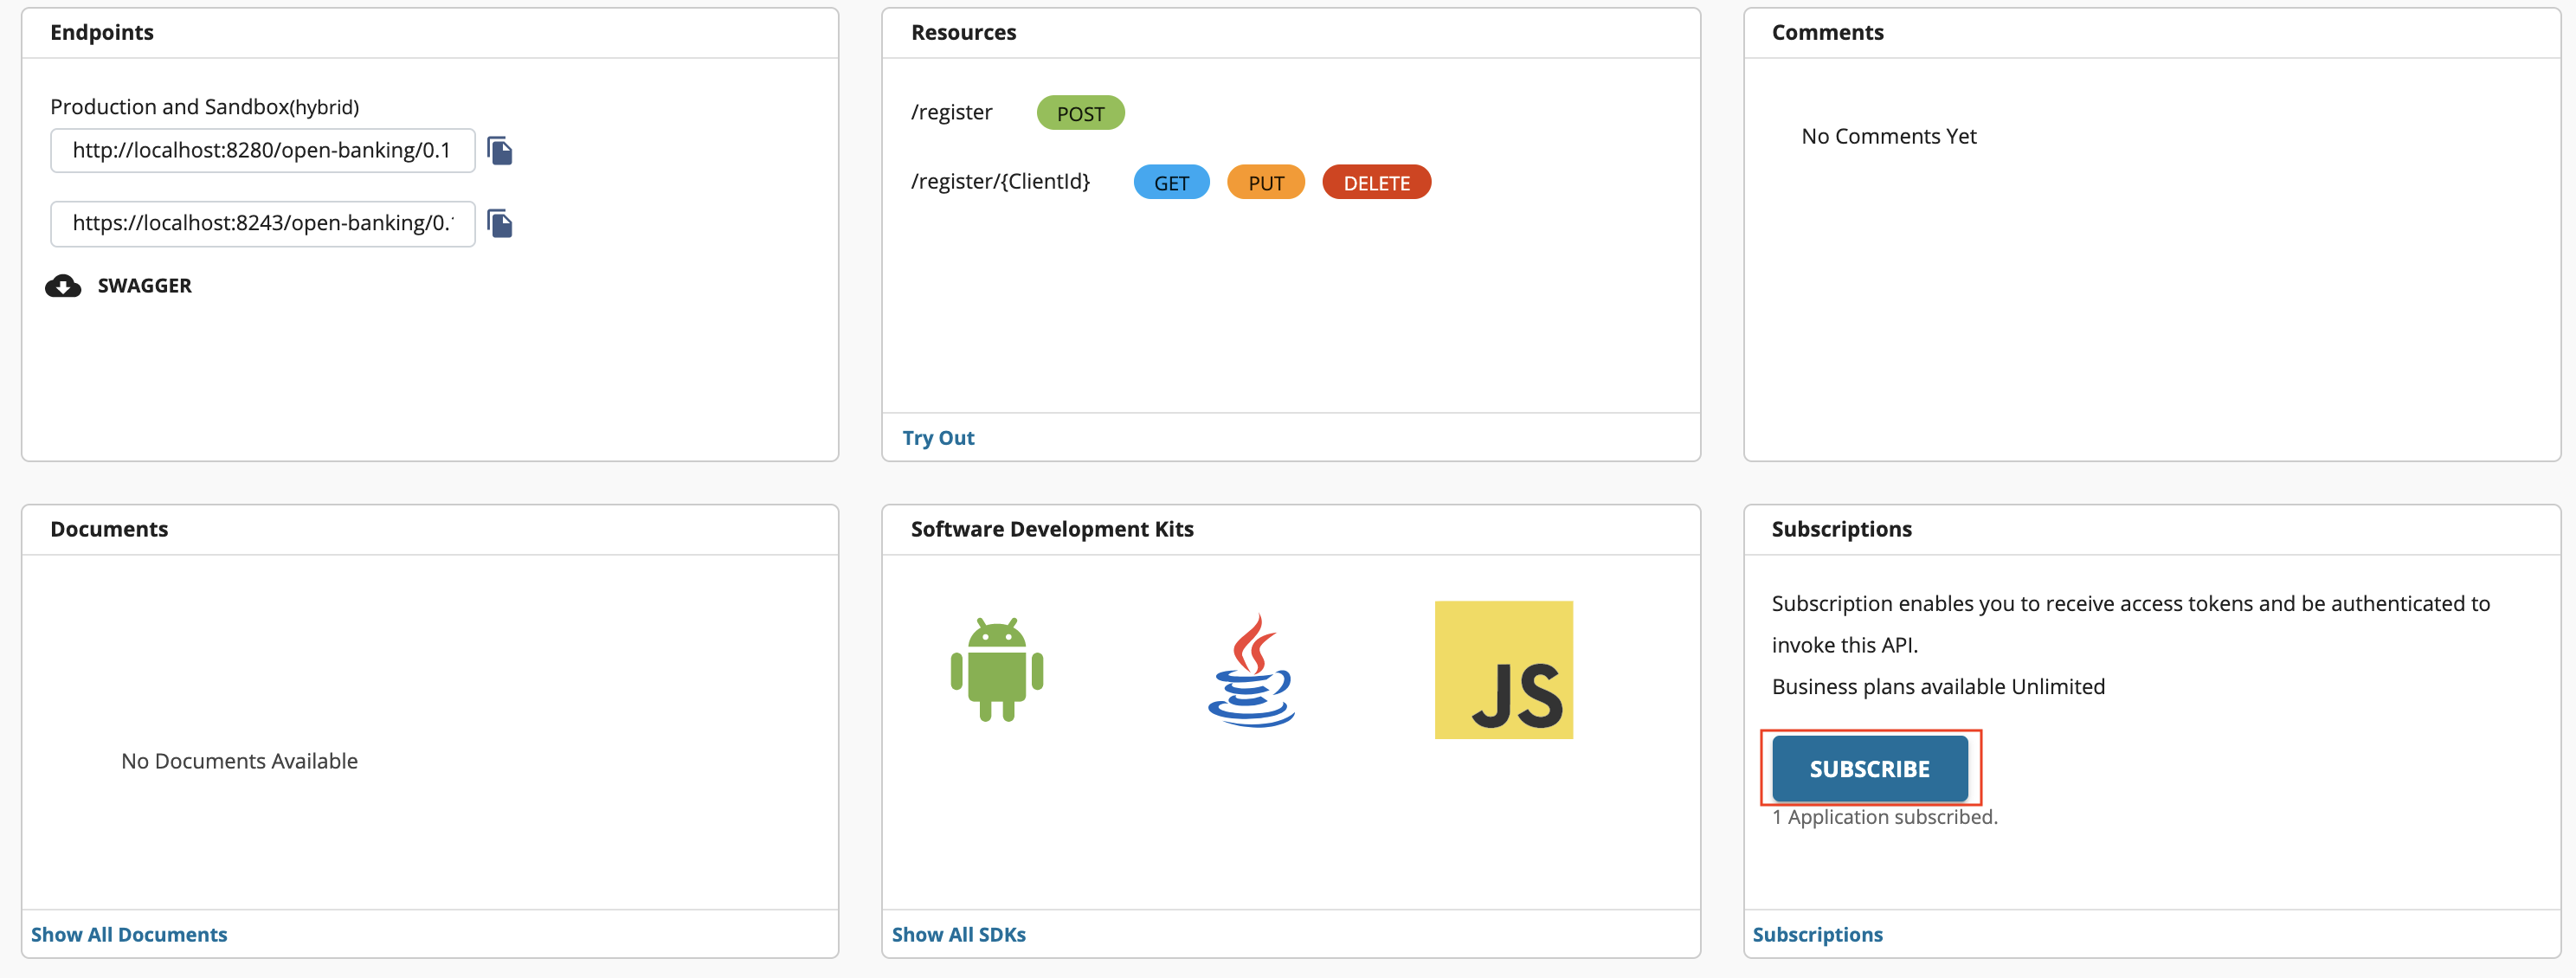 Endpoints
Production and Sandbox(hybrid)
http://localhost:8280/open-banking/0.1
https://localhost:8243/open-banking/0.
SWAGGER
Resources
/register POST
/register/{ClientId} GET PUT DELETE
Try Out
Comments
No Comments Yet
Documents
No Documents Available
Show All Documents
Software Development Kits
JS
Show All SDKs
Subscriptions
Subscription enables you to receive access tokens and be authenticated to
invoke this API.
Business plans available Unlimited
SUBSCRIBE
1 Application subscribed.
Subscriptions